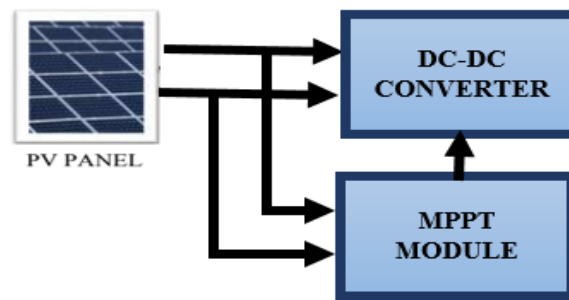 DC-DC
CONVERTER
PV PANEL
MPPT
MODULE